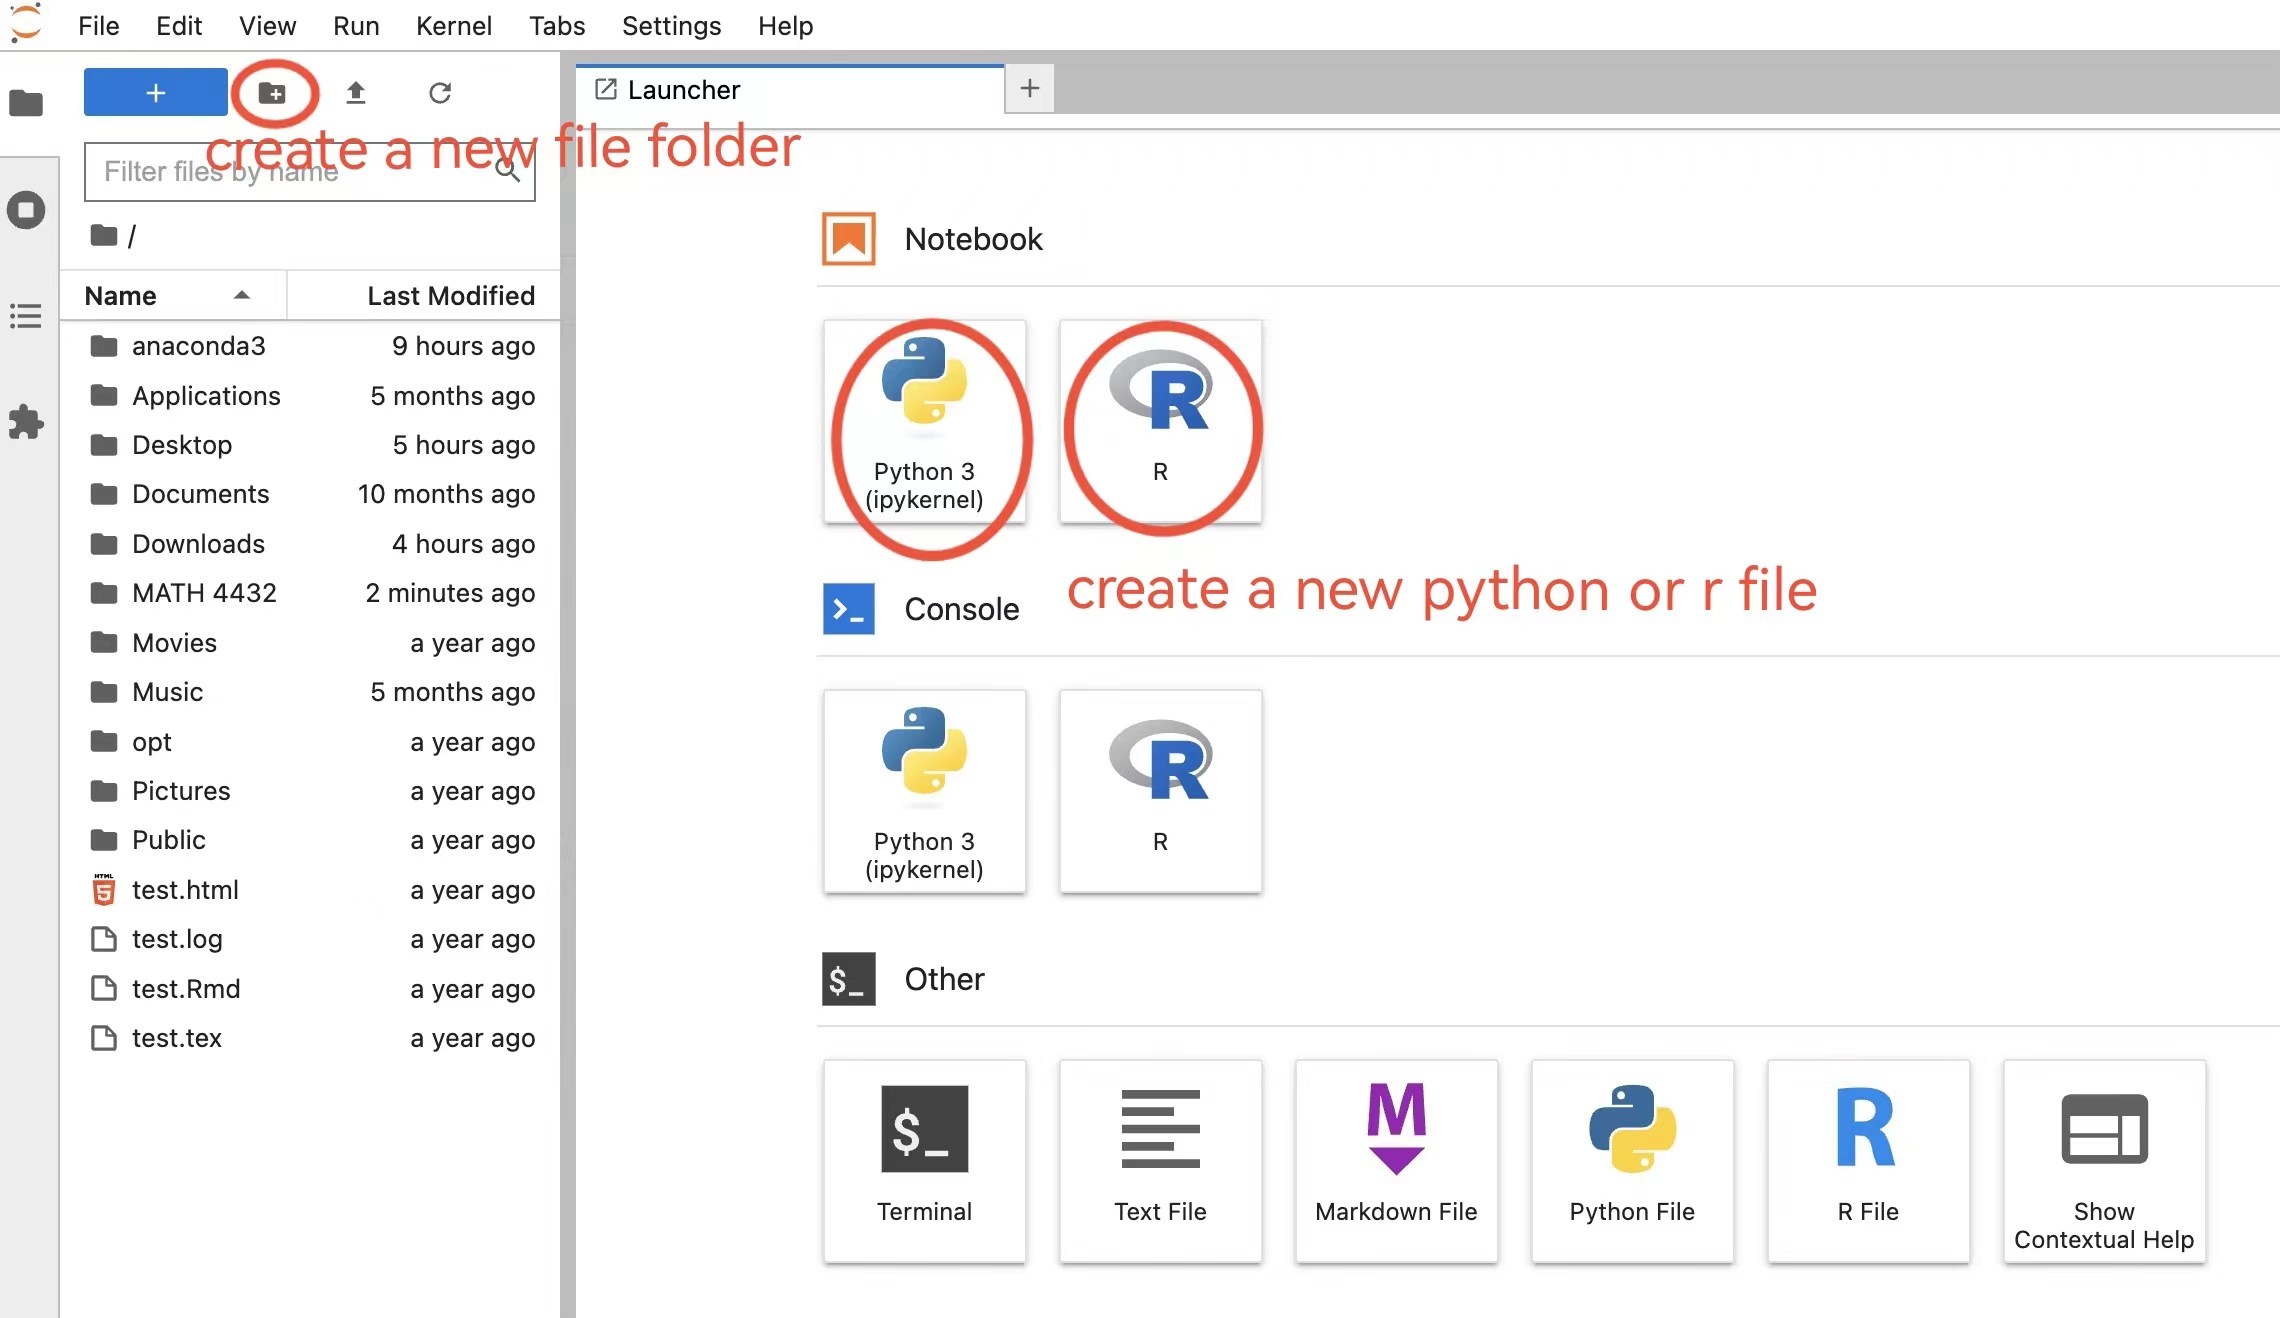 File Edit View Run Kernel Tabs Settings Help
+
Launcher
+
create a new file folder
Filter files by name
/
Name Last Modified
anaconda3 9 hours ago
Applications 5 months ago
Desktop 5 hours ago
Documents 10 months ago
Downloads 4 hours ago
MATH 4432 2 minutes ago
Movies a year ago
Music 5 months ago
opt a year ago
Pictures a year ago
Public a year ago
test.html a year ago
test.log a year ago
test.Rmd a year ago
test.tex a year ago
Notebook
Python 3
(ipykernel)
R
create a new python or r file
Console
Python 3
(ipykernel)
R
$_ Other
$_
Terminal
Text File
M
Markdown File
Python File
R
R File
Show
Contextual Help